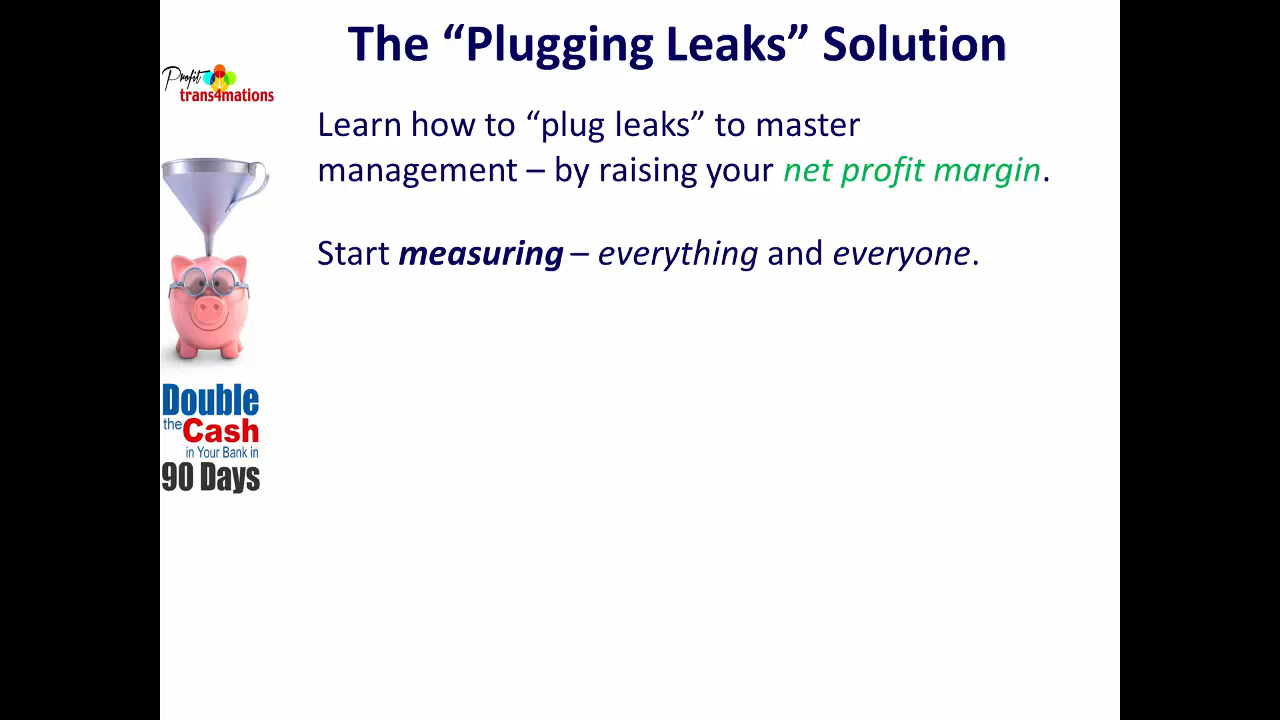 The “Plugging Leaks” Solution
Profit
trans4mations
Learn how to “plug leaks” to master
management – by raising your net profit margin.
Start measuring – everything and everyone.
Double
the Cash
in Your Bank in
90 Days